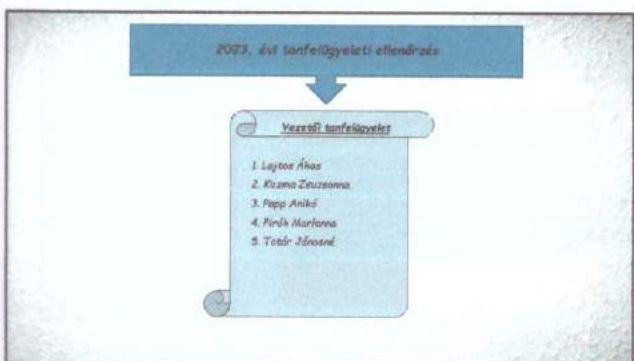 2023. évi tanfelügyeleti ellenőrzés
Vezetői tanfelügyelet
1. Lajtos Ákos
2. Kozma Zsuzsanna
3. Papp Anikó
4. Pirók Marianna
5. Tatár Jánosné